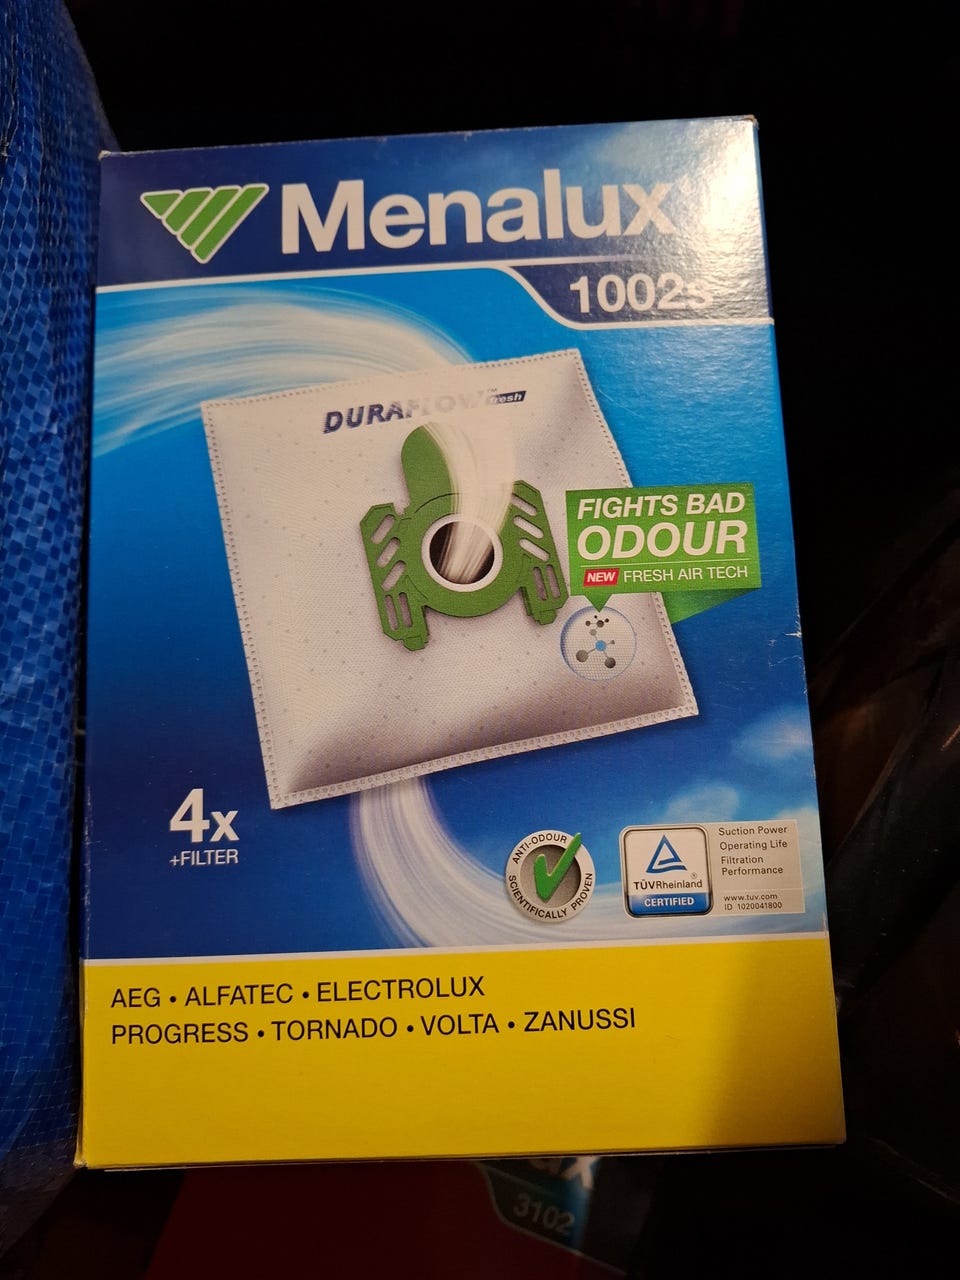 Menalux
1002s
DURAFLOW™ fresh
FIGHTS BAD
ODOUR
NEW FRESH AIR TECH
4x
+FILTER
ANTI-ODOUR
SCIENTIFICALLY PROVEN
TÜVRheinland®
CERTIFIED
Suction Power
Operating Life
Filtration
Performance
www.tuv.com
ID 1020041800
AEG • ALFATEC • ELECTROLUX
PROGRESS • TORNADO • VOLTA • ZANUSSI
3102